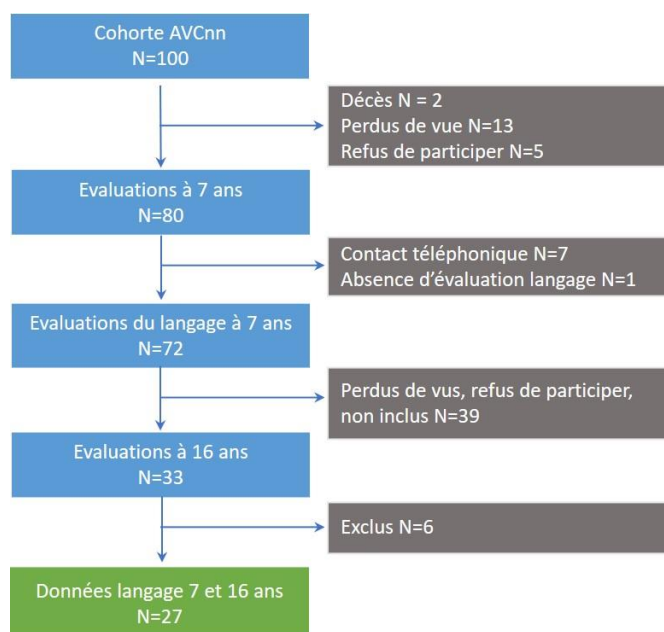 Cohorte AVCnn
N=100
Décès N = 2
Perdus de vue N=13
Refus de participer N=5
Evaluations à 7 ans
N=80
Contact téléphonique N=7
Absence d'évaluation langage N=1
Evaluations du langage à 7 ans
N=72
Perdus de vus, refus de participer,
non inclus N=39
Evaluations à 16 ans
N=33
Exclus N=6
Données langage 7 et 16 ans
N=27